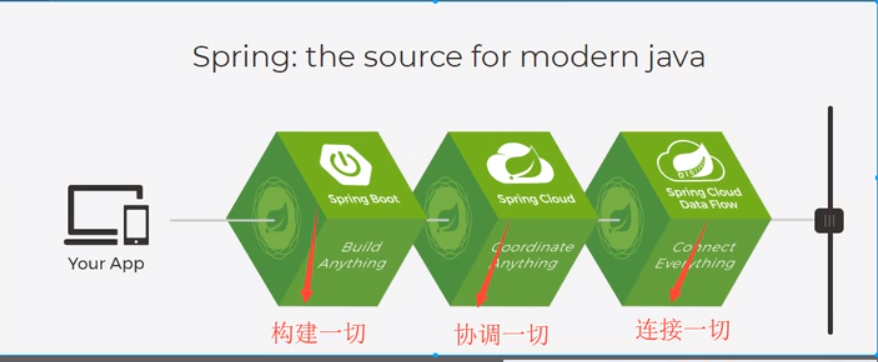 Spring: the source for modern java
Your App
Spring Boot
Build
Anything
构建一切
Spring Cloud
Coordinate
Anything
协调一切
Spring Cloud
Data Flow
Connect
Everything
连接一切